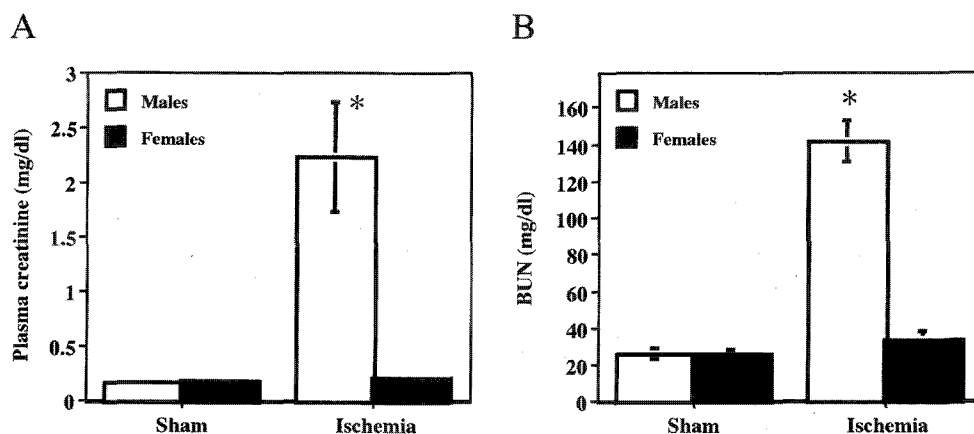 A
Plasma creatinine (mg/dl)
3
2.5
2
1.5
1
0.5
0
Males
Females
*
Sham
Ischemia
B
BUN (mg/dl)
160
140
120
100
80
60
40
20
0
Males
Females
*
Sham
Ischemia